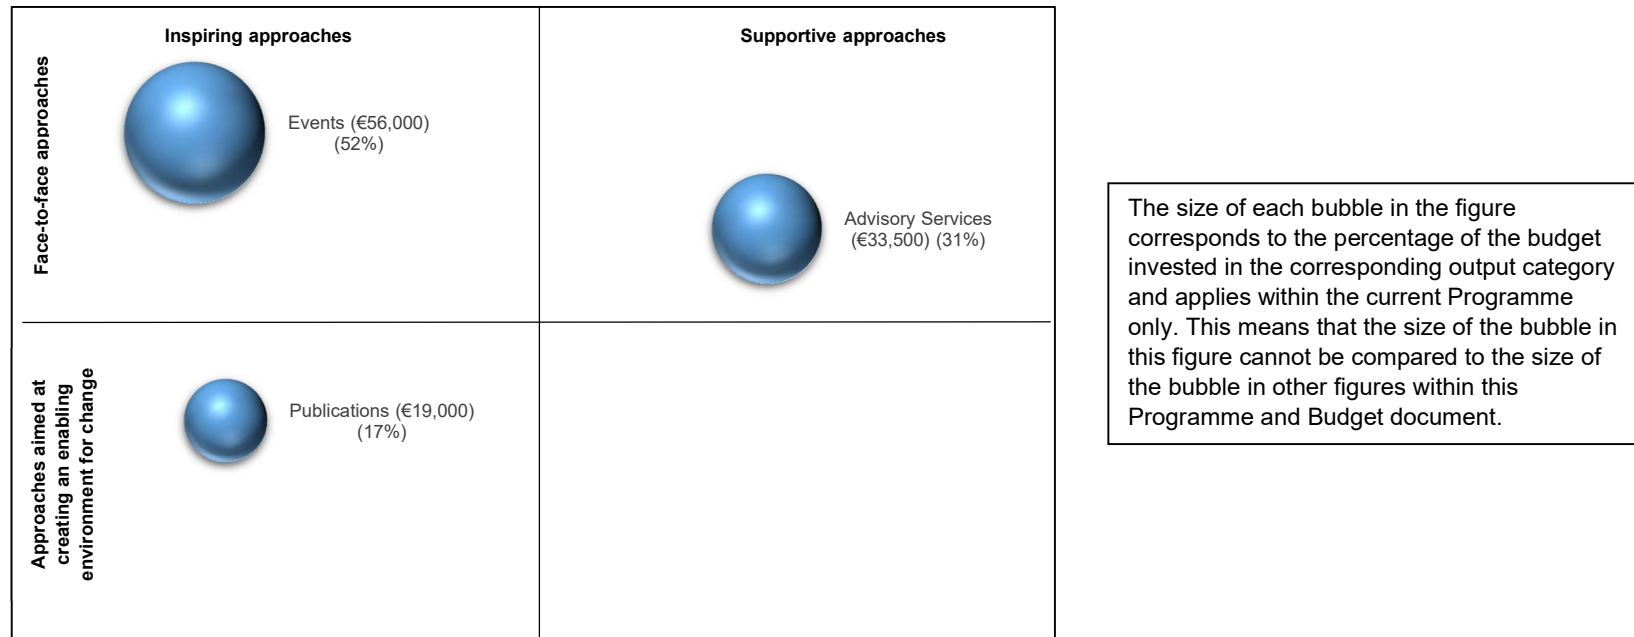 Inspiring approaches
Supportive approaches
Face-to-face approaches
Events (€56,000)
(52%)
Advisory Services
(€33,500) (31%)
Approaches aimed at
creating an enabling
environment for change
Publications (€19,000)
(17%)
The size of each bubble in the figure
corresponds to the percentage of the budget
invested in the corresponding output category
and applies within the current Programme
only. This means that the size of the bubble in
this figure cannot be compared to the size of
the bubble in other figures within this
Programme and Budget document.